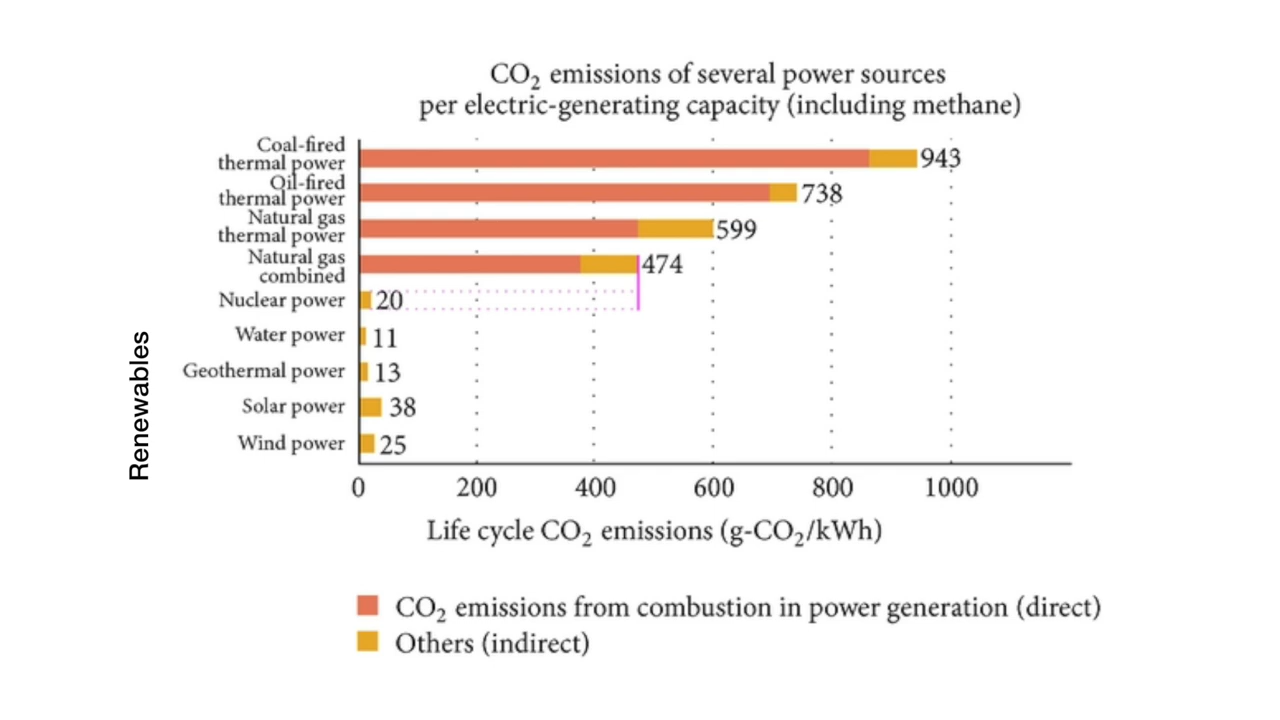 CO₂ emissions of several power sources
per electric-generating capacity (including methane)
Coal-fired
thermal power
943
Oil-fired
thermal power
738
Natural gas
thermal power
599
Natural gas
combined
474
Nuclear power
20
Renewables
Water power
11
Geothermal power
13
Solar power
38
Wind power
25
0 200 400 600 800 1000
Life cycle CO₂ emissions (g-CO₂/kWh)
CO₂ emissions from combustion in power generation (direct)
Others (indirect)